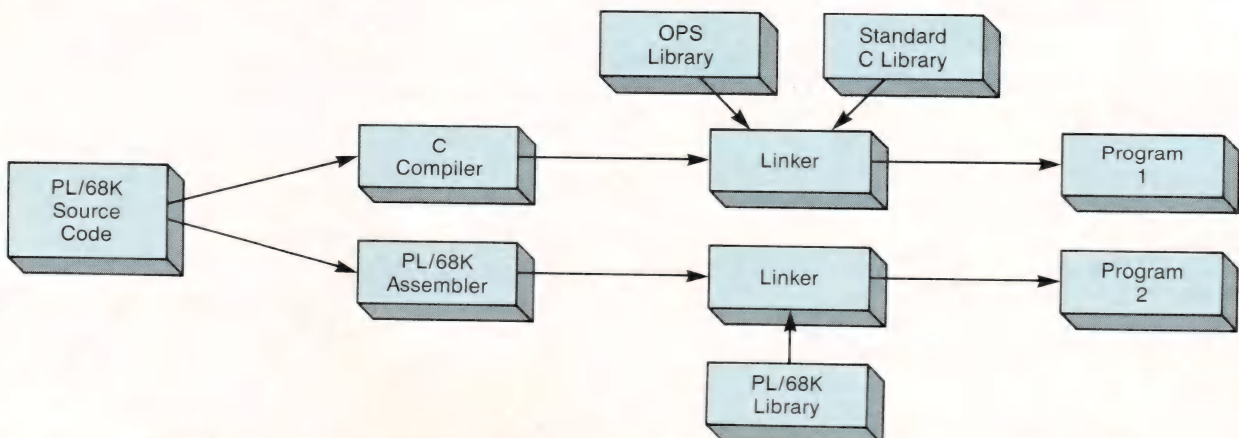 OPS
Library
Standard
C Library
C
Compiler
Linker
Program
1
PL/68K
Source
Code
PL/68K
Assembler
Linker
Program
2
PL/68K
Library